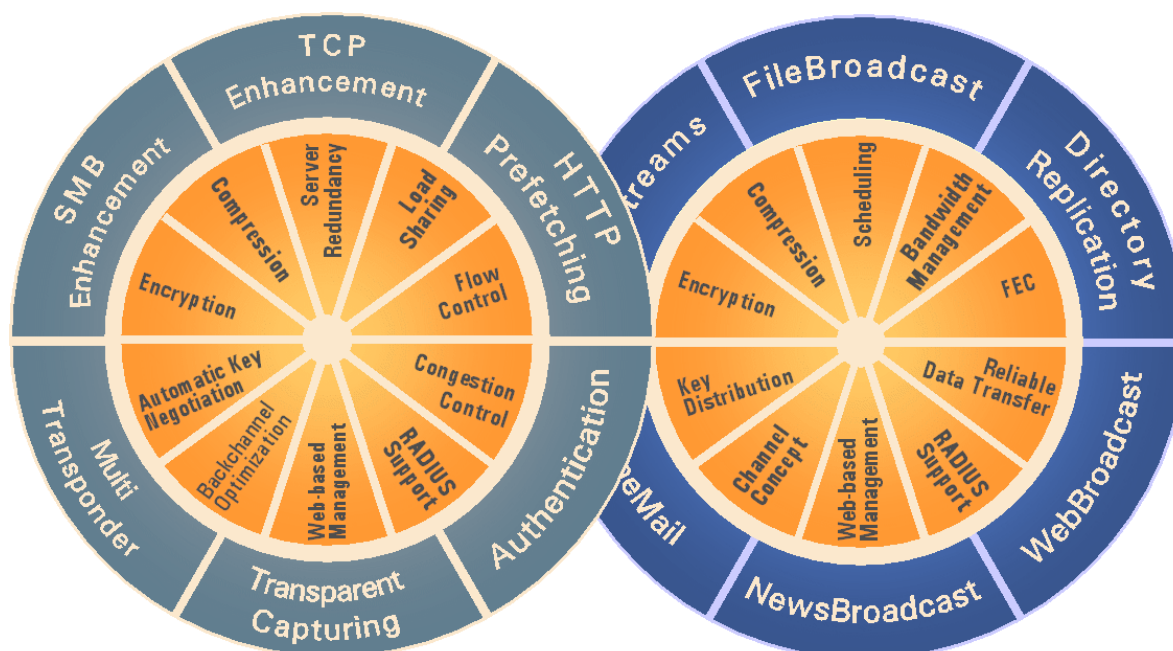 TCP
Enhancement
HTTP
Prefetching
Authentication
Transparent
Capturing
Multi
Transponder
SMB
Enhancement
Server
Redundancy
Load
Sharing
Flow
Control
Congestion
Control
RADIUS
Support
Web-based
Management
Backchannel
Optimization
Automatic Key
Negotiation
Encryption
Compression
FileBroadcast
Directory
Replication
WebBroadcast
NewsBroadcast
eMail
treams
Scheduling
Bandwidth
Management
FEC
Reliable
Data Transfer
RADIUS
Support
Web-based
Management
Channel
Concept
Key
Distribution
Encryption
Compression